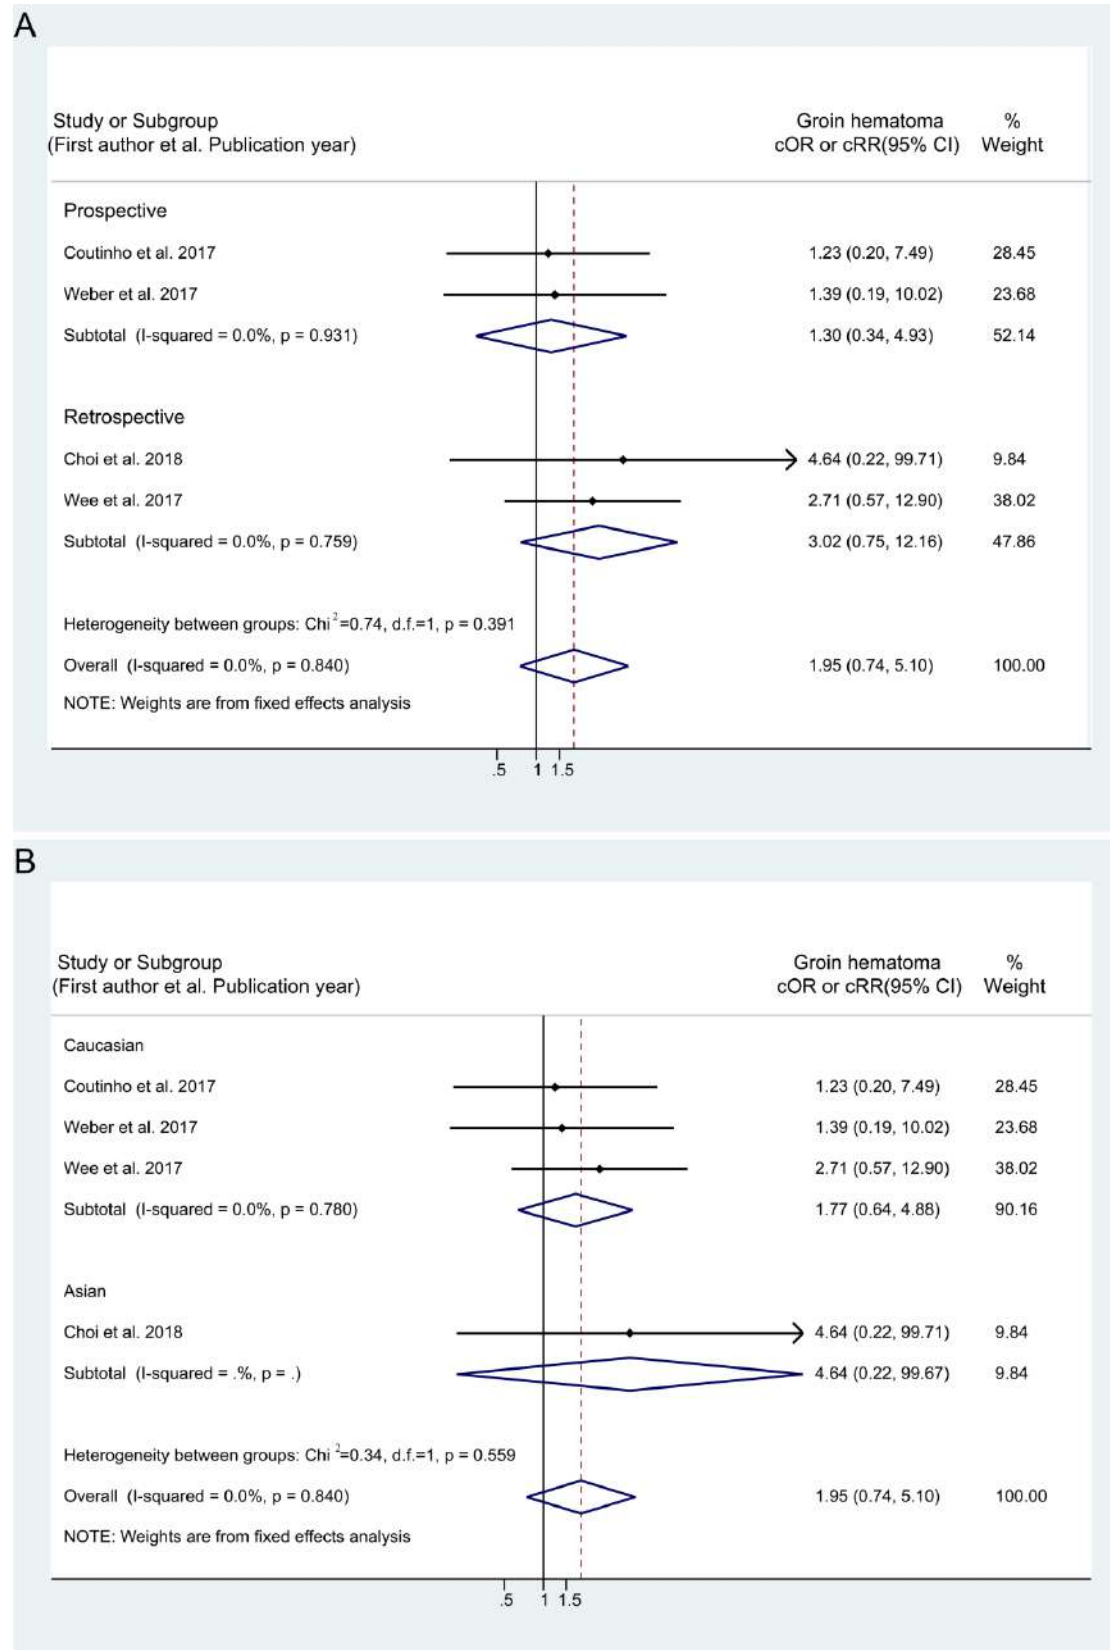 A
Study or Subgroup Groin hematoma %
(First author et al. Publication year) cOR or cRR(95% CI) Weight
Prospective
Coutinho et al. 2017 1.23 (0.20, 7.49) 28.45
Weber et al. 2017 1.39 (0.19, 10.02) 23.68
Subtotal (I-squared = 0.0%, p = 0.931) 1.30 (0.34, 4.93) 52.14
Retrospective
Choi et al. 2018 4.64 (0.22, 99.71) 9.84
Wee et al. 2017 2.71 (0.57, 12.90) 38.02
Subtotal (I-squared = 0.0%, p = 0.759) 3.02 (0.75, 12.16) 47.86
Heterogeneity between groups: Chi²=0.74, d.f.=1, p = 0.391
Overall (I-squared = 0.0%, p = 0.840) 1.95 (0.74, 5.10) 100.00
NOTE: Weights are from fixed effects analysis
.5 1 1.5
B
Study or Subgroup Groin hematoma %
(First author et al. Publication year) cOR or cRR(95% CI) Weight
Caucasian
Coutinho et al. 2017 1.23 (0.20, 7.49) 28.45
Weber et al. 2017 1.39 (0.19, 10.02) 23.68
Wee et al. 2017 2.71 (0.57, 12.90) 38.02
Subtotal (I-squared = 0.0%, p = 0.780) 1.77 (0.64, 4.88) 90.16
Asian
Choi et al. 2018 4.64 (0.22, 99.71) 9.84
Subtotal (I-squared = .%, p = .) 4.64 (0.22, 99.67) 9.84
Heterogeneity between groups: Chi ²=0.34, d.f.=1, p = 0.559
Overall (I-squared = 0.0%, p = 0.840) 1.95 (0.74, 5.10) 100.00
NOTE: Weights are from fixed effects analysis
.5 1 1.5